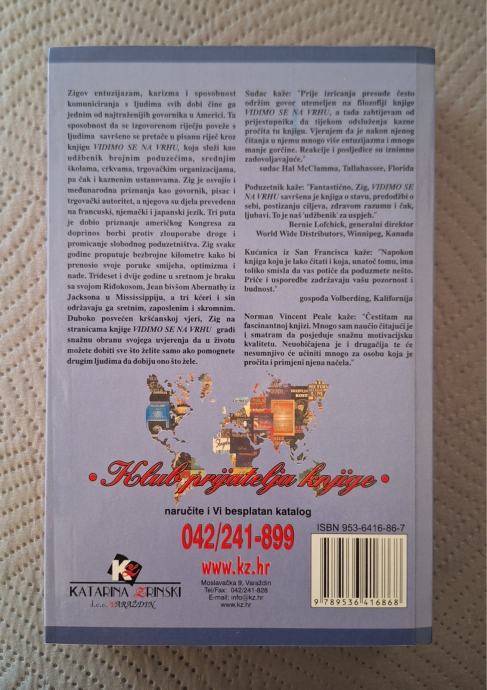 Zigov entuzijazam, karizma i sposobnost
komuniciranja s ljudima svih dobi čine ga
jednim od najtraženijih govornika u Americi. Ta
sposobnost da se izgovorenom riječju poveže s
ljudima savršeno se pretače u pisanu riječ kroz
knjigu VIDIMO SE NA VRHU, koja služi kao
udžbenik brojnim poduzećima, srednjim
školama, crkvama, trgovačkim organizacijama,
pa čak i kaznenim ustanovama. Zig je osvojio i
međunarodna priznanja kao govornik, pisac i
trgovački autoritet, a njegova su djela prevedena
na francuski, njemački i japanski jezik. Tri puta
je dobio priznanje američkog Kongresa za
doprinos borbi protiv zlouporabe droge i
promicanje slobodnog poduzetništva. Zig svake
godine proputuje bezbrojne kilometre kako bi
prenosio svoje poruke smijeha, optimizma i
nade. Trideset i dvije godine u sretnom je braku
sa svojom Riđokosom, Jean bivšom Abernathy iz
Jacksona u Mississippiju, a tri kćeri i sin
održavaju ga sretnim, zaposlenim i skromnim.
Duboko posvećen kršćanskoj vjeri, Zig na
stranicama knjige VIDIMO SE NA VRHU gradi
snažnu obranu svojega uvjerenja da u životu
možete dobiti sve što želite samo ako pomognete
drugim ljudima da dobiju ono što žele.
Sudac kaže: "Prije izricanja presude često
održim govor utemeljen na filozofiji knjige
VIDIMO SE NA VRHU, a tada zahtijevam od
prijestupnika da tijekom odsluženja kazne
pročita tu knjigu. Vjerujem da je nakon njenog
čitanja u njemu mnogo više entuzijazma i mnogo
manje gorčine. Reakcije i posljedice su iznimno
zadovoljavajuće."
sudac Hal McClamma, Tallahassee, Florida
Poduzetnik kaže: "Fantastično, Zig, VIDIMO SE
NA VRHU savršena je knjiga o stavu, predodžbi o
sebi, postizanju ciljeva, zdravom razumu i čak,
ljubavi. To je naš 'udžbenik' za uspjeh."
Bernie Lofchick, generalni direktor
World Wide Distributors, Winnipeg, Kanada
Kućanica iz San Francisca kaže: "Napokon
knjiga koju je lako čitati i koja, unatoč tomu, ima
toliko smisla da vas potiče da poduzmete nešto.
Priče i usporedbe zadržavaju vašu pozornost i
budnost."
gospođa Volberding, Kalifornija
Norman Vincent Peale kaže: "Čestitam na
fascinantnoj knjizi. Mnogo sam naučio čitajući je
i smatram da posjeduje snažnu motivacijsku
kvalitetu. Neuobičajena je i drugačija te će
nesumnjivo će učiniti mnogo za osobu koja je
pročita i primijeni njena načela."
• Klub prijatelja knjige •
naručite i Vi besplatan katalog
042/241-899
www.kz.hr
Moslavačka 9, Varaždin
Tel/Fax: 042/241-828
E-mail: info@kz.hr
www.kz.hr
KATARINA ZRINSKI
d.o.o. VARAŽDIN
ISBN 953-6416-86-7
9 789536 416868